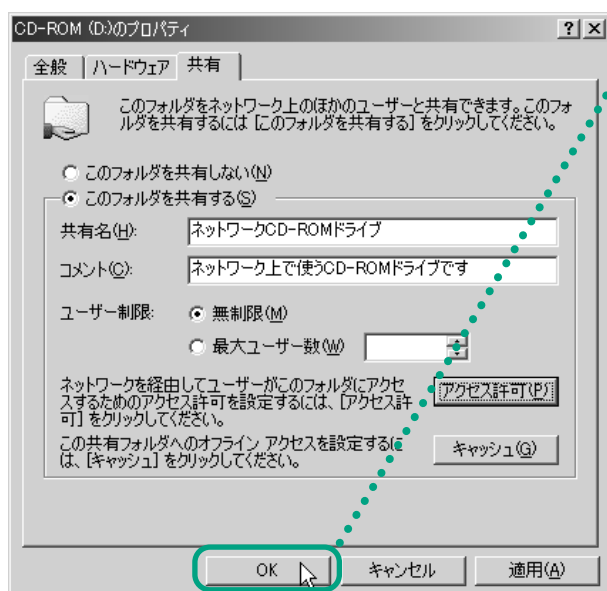 CD-ROM (D:)のプロパティ
? ×
全般 ハードウェア 共有
このフォルダをネットワーク上のほかのユーザーと共有できます。このフォ
ルダを共有するには [このフォルダを共有する] をクリックしてください。
このフォルダを共有しない(N)
このフォルダを共有する(S)
共有名(H): ネットワークCD-ROMドライブ
コメント(C): ネットワーク上で使うCD-ROMドライブです
ユーザー制限: 無制限(M)
最大ユーザー数(W)
ネットワークを経由してユーザーがこのフォルダにアクセ
スするためのアクセス許可を設定するには、[アクセス許
可] をクリックしてください。
アクセス許可(P)
この共有フォルダへのオフライン アクセスを設定するに
は、[キャッシュ] をクリックしてください。
キャッシュ(G)
OK キャンセル 適用(A)